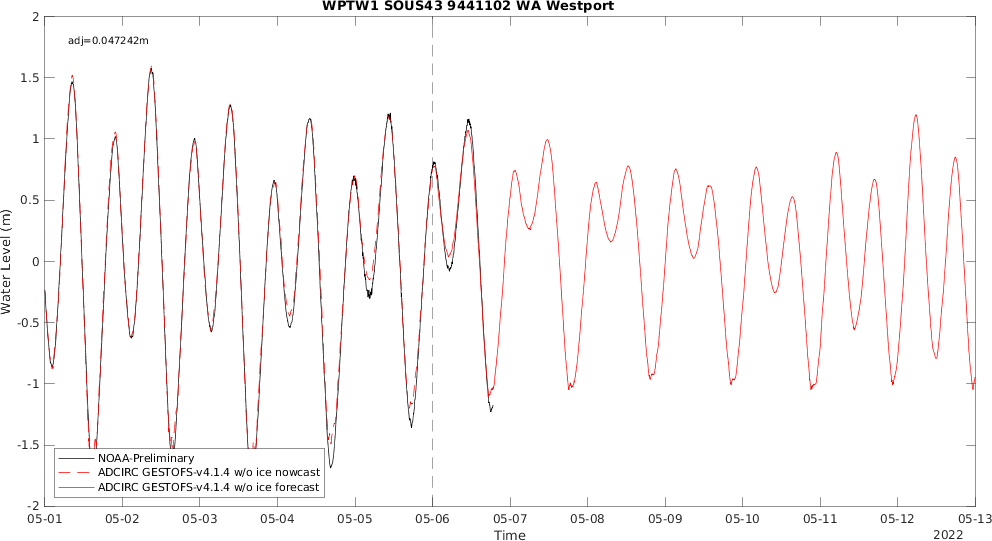 WPTW1 SOUS43 9441102 WA Westport
adj=0.047242m
2
1.5
1
0.5
0
-0.5
-1
-1.5
-2
Water Level (m)
NOAA-Preliminary
ADCIRC GESTOFS-v4.1.4 w/o ice nowcast
ADCIRC GESTOFS-v4.1.4 w/o ice forecast
05-01 05-02 05-03 05-04 05-05 05-06 05-07 05-08 05-09 05-10 05-11 05-12 05-13
Time
2022